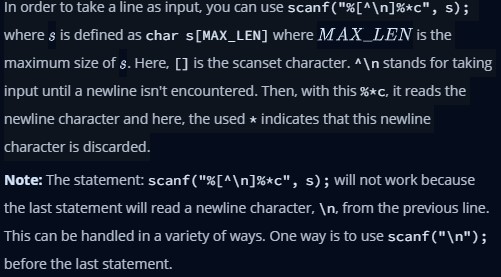 In order to take a line as input, you can use scanf("%[^\n]%*c", s);
where s is defined as char s[MAX_LEN] where MAX_LEN is the
maximum size of s. Here, [] is the scanset character. ^\n stands for taking
input until a newline isn't encountered. Then, with this %*c, it reads the
newline character and here, the used * indicates that this newline
character is discarded.
Note: The statement: scanf("%[^\n]%*c", s); will not work because
the last statement will read a newline character, \n, from the previous line.
This can be handled in a variety of ways. One way is to use scanf("\n");
before the last statement.